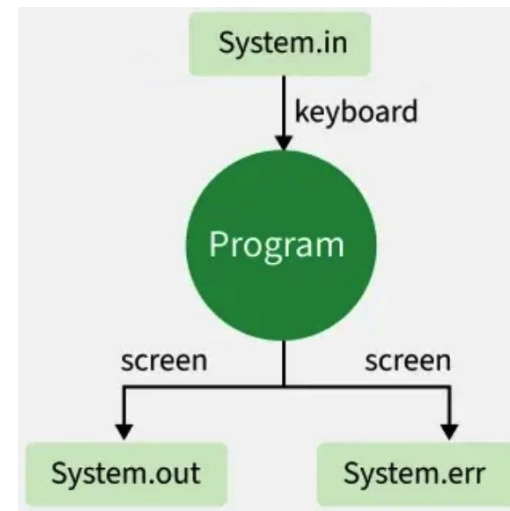 System.in
keyboard
Program
screen
screen
System.out
System.err